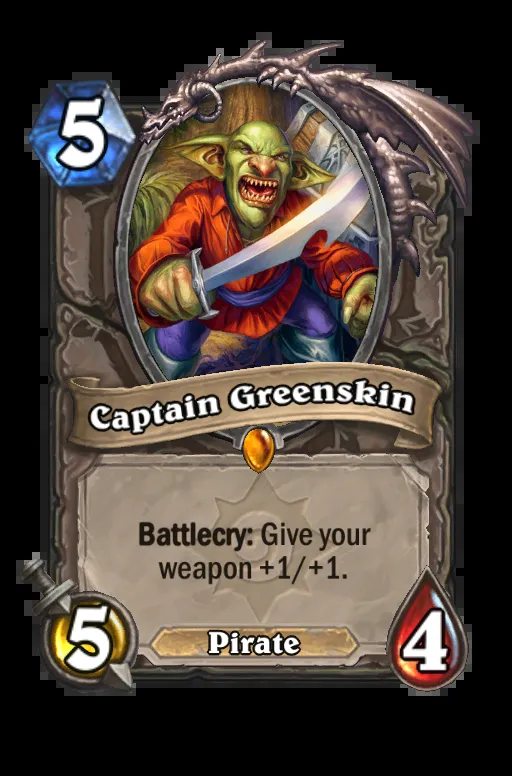 5
Captain Greenskin
Battlecry: Give your
weapon +1/+1.
5
Pirate
4